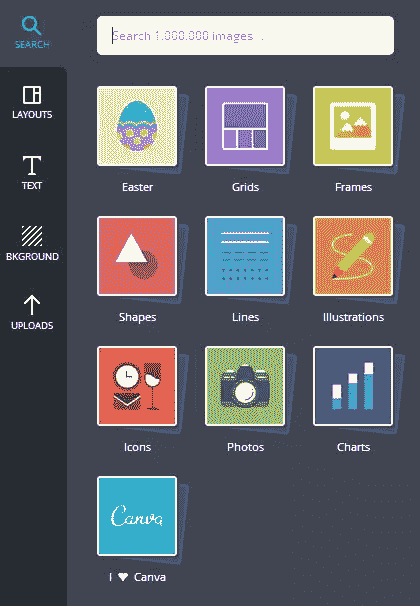 SEARCH
Search 1,000,000 images...
LAYOUTS
TEXT
BKGROUND
UPLOADS
Easter
Grids
Frames
Shapes
Lines
Illustrations
Icons
Photos
Charts
Canva
I ♥ Canva